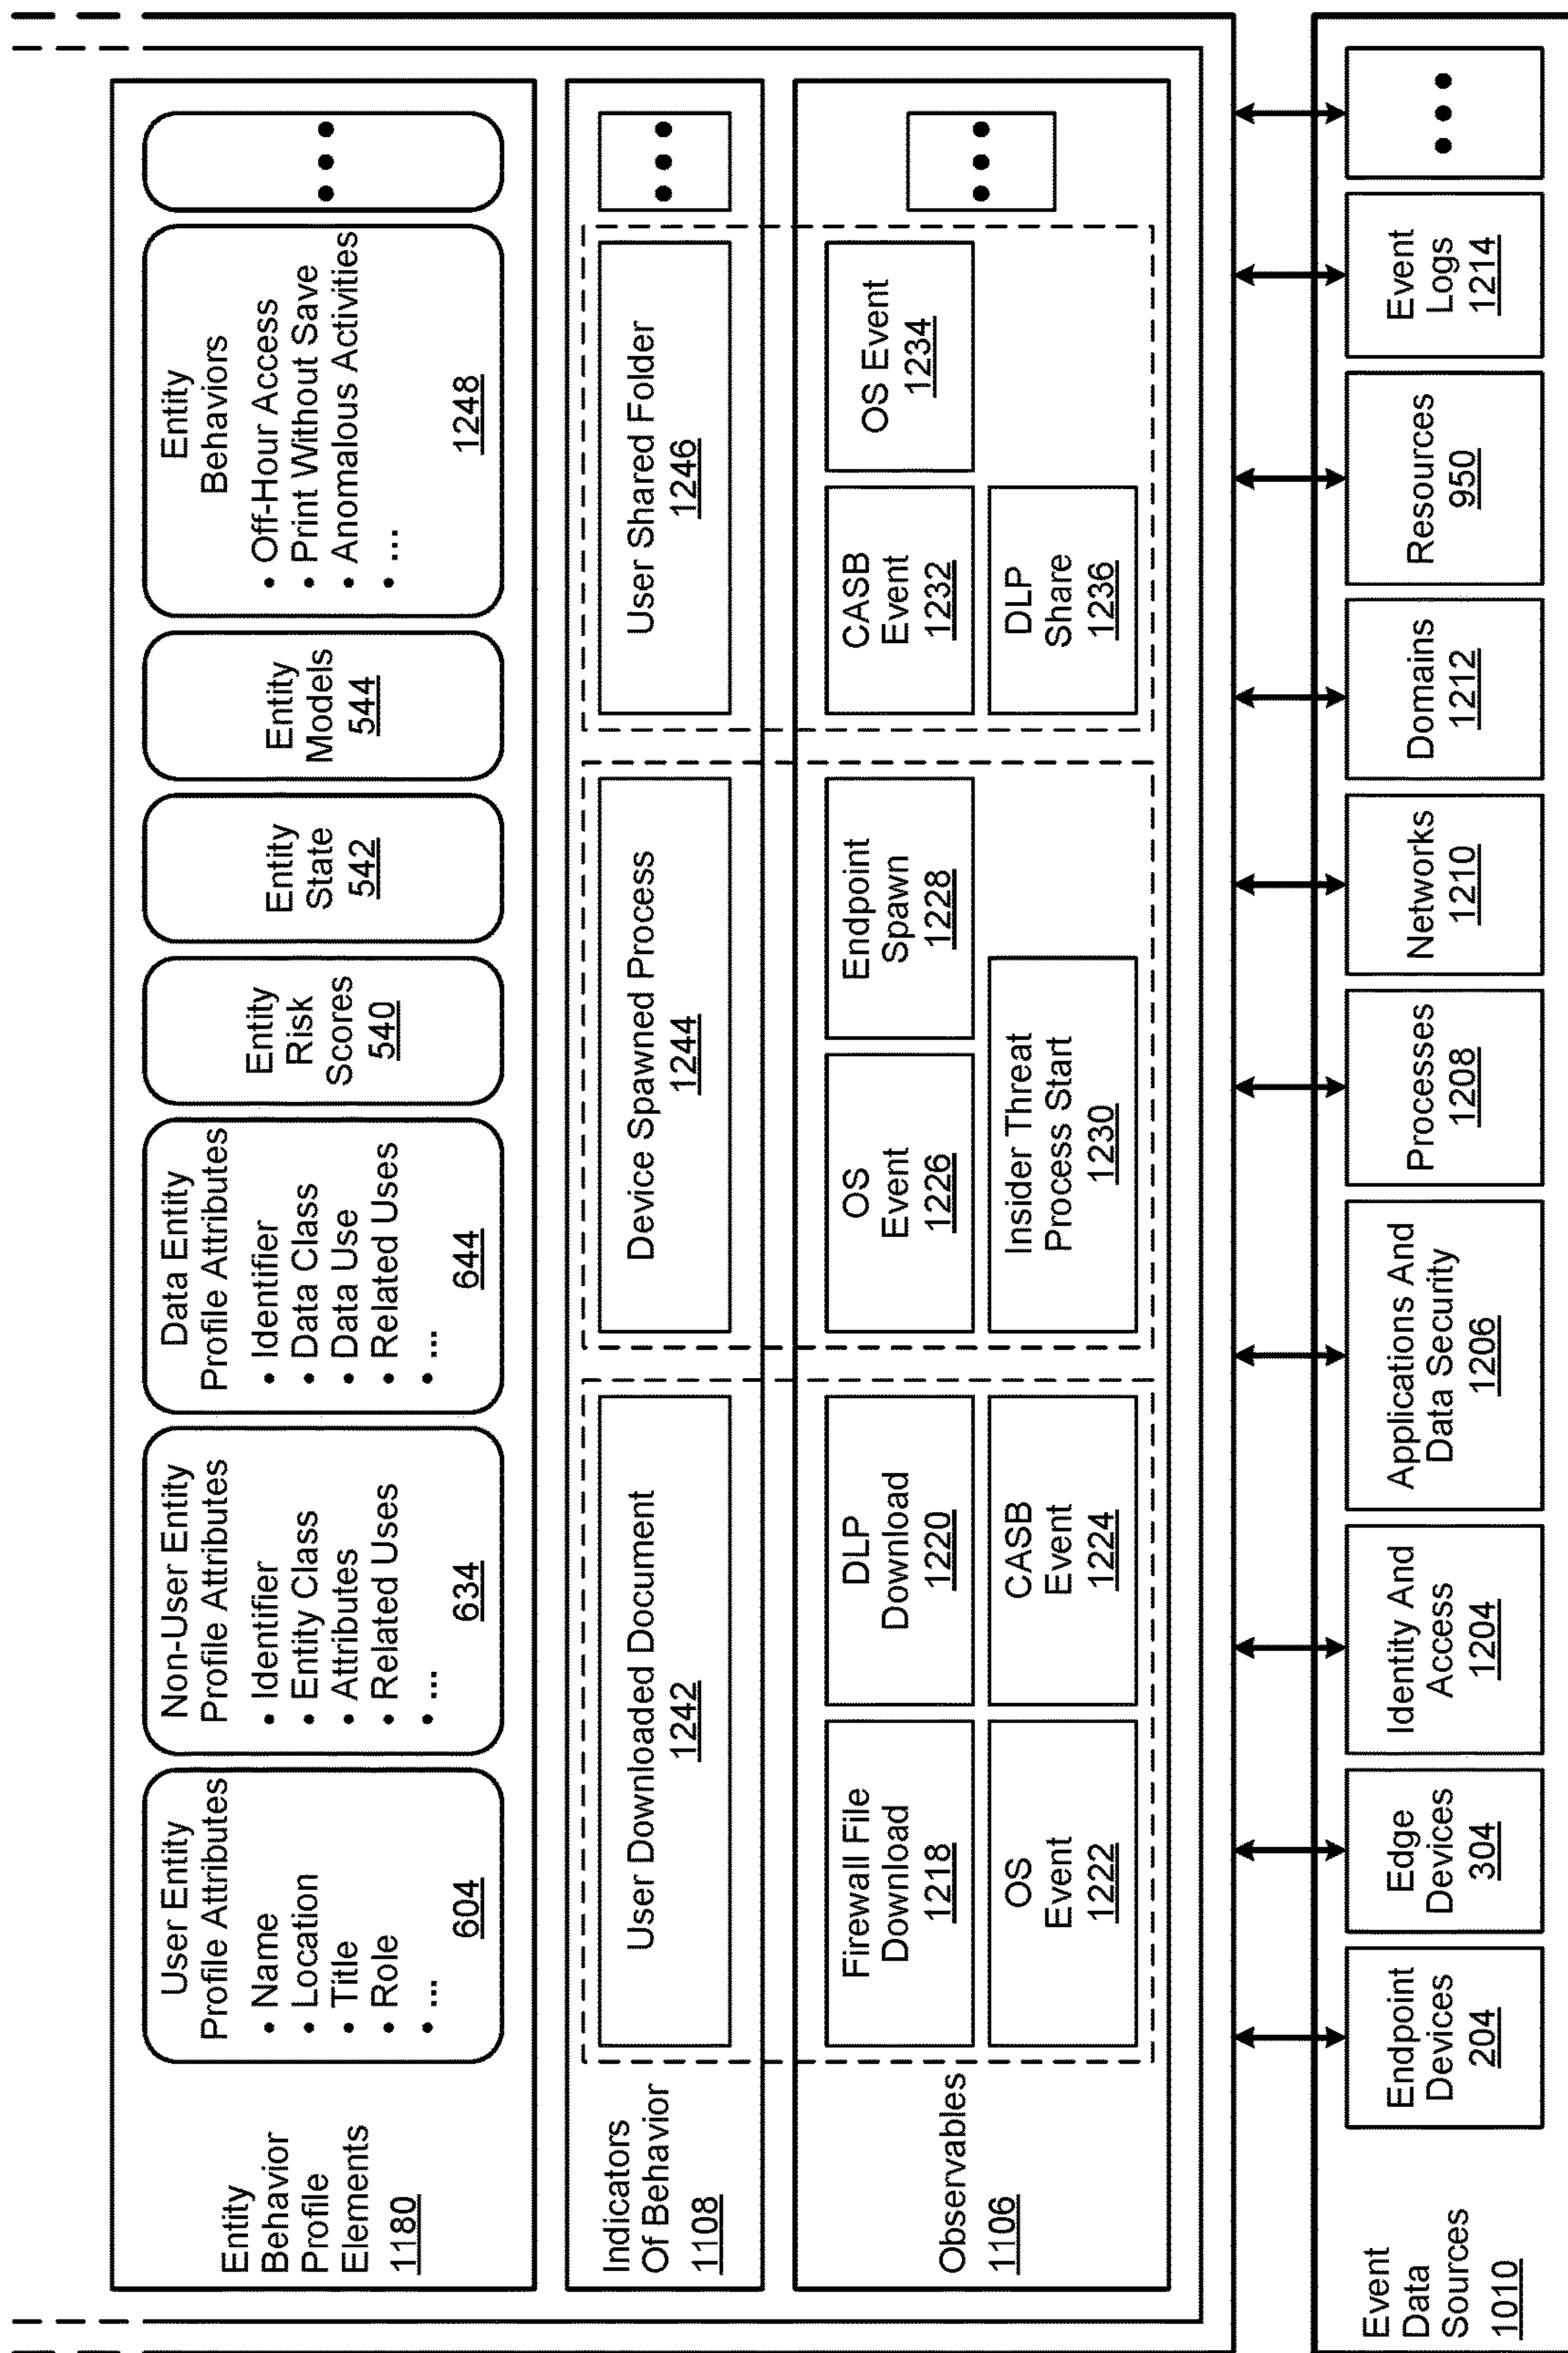 Entity
Behavior
Profile
Elements
1180
User Entity
Profile Attributes
• Name
• Location
• Title
• Role
• ...
604
Non-User Entity
Profile Attributes
• Identifier
• Entity Class
• Attributes
• Related Uses
• ...
634
Data Entity
Profile Attributes
• Identifier
• Data Class
• Data Use
• Related Uses
• ...
644
Entity
Risk
Scores
540
Entity
State
542
Entity
Models
544
Entity
Behaviors
• Off-Hour Access
• Print Without Save
• Anomalous Activities
• ...
1248
Indicators
Of Behavior
1108
User Downloaded Document
1242
Device Spawned Process
1244
User Shared Folder
1246
Observables
1106
Firewall File
Download
1218
DLP
Download
1220
OS
Event
1222
CASB
Event
1224
OS
Event
1226
Endpoint
Spawn
1228
Insider Threat
Process Start
1230
CASB
Event
1232
OS Event
1234
DLP
Share
1236
Event
Data
Sources
1010
Endpoint
Devices
204
Edge
Devices
304
Identity And
Access
1204
Applications And
Data Security
1206
Processes
1208
Networks
1210
Domains
1212
Resources
950
Event
Logs
1214